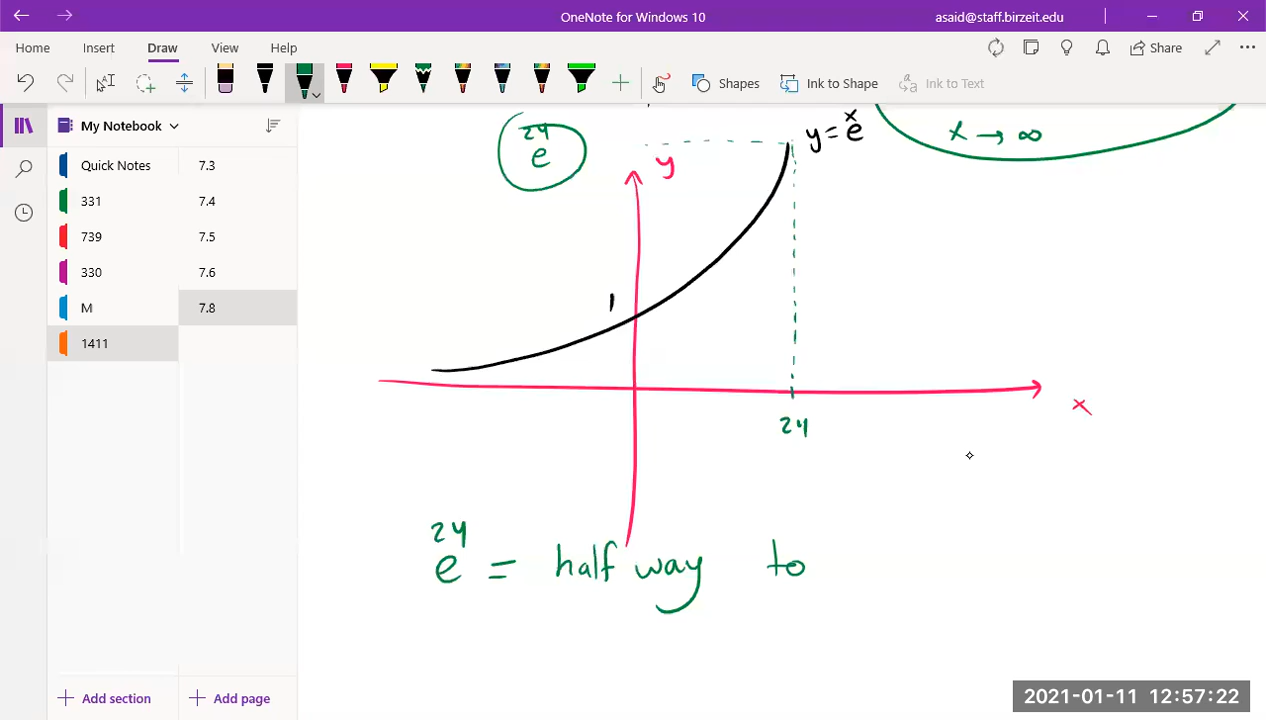 OneNote for Windows 10
asaid@staff.birzeit.edu
Home Insert Draw View Help
Share
Shapes
Ink to Shape
Ink to Text
My Notebook
Quick Notes
331
739
330
M
1411
7.3
7.4
7.5
7.6
7.8
Add section
Add page
e^24
y = e^x
x → ∞
y
1
x
24
e^24 = half way to
2021-01-11 12:57:22